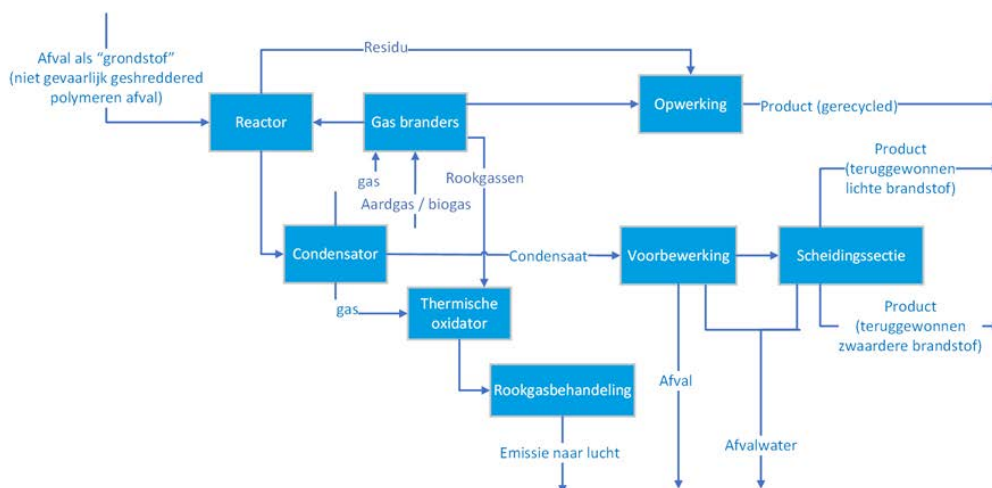 Residu
Afval als “grondstof”
(niet gevaarlijk geshreddered
polymeren afval)
Reactor
Gas branders
Opwerking
Product (gerecycled)
gas
Rookgassen
Aardgas / biogas
Product
(teruggewonnen
lichte brandstof)
Condensator
Condensaat
Voorbewerking
Scheidingssectie
gas
Thermische
oxidator
Product
(teruggewonnen
zwaardere brandstof)
Rookgasbehandeling
Afval
Emissie naar lucht
Afvalwater